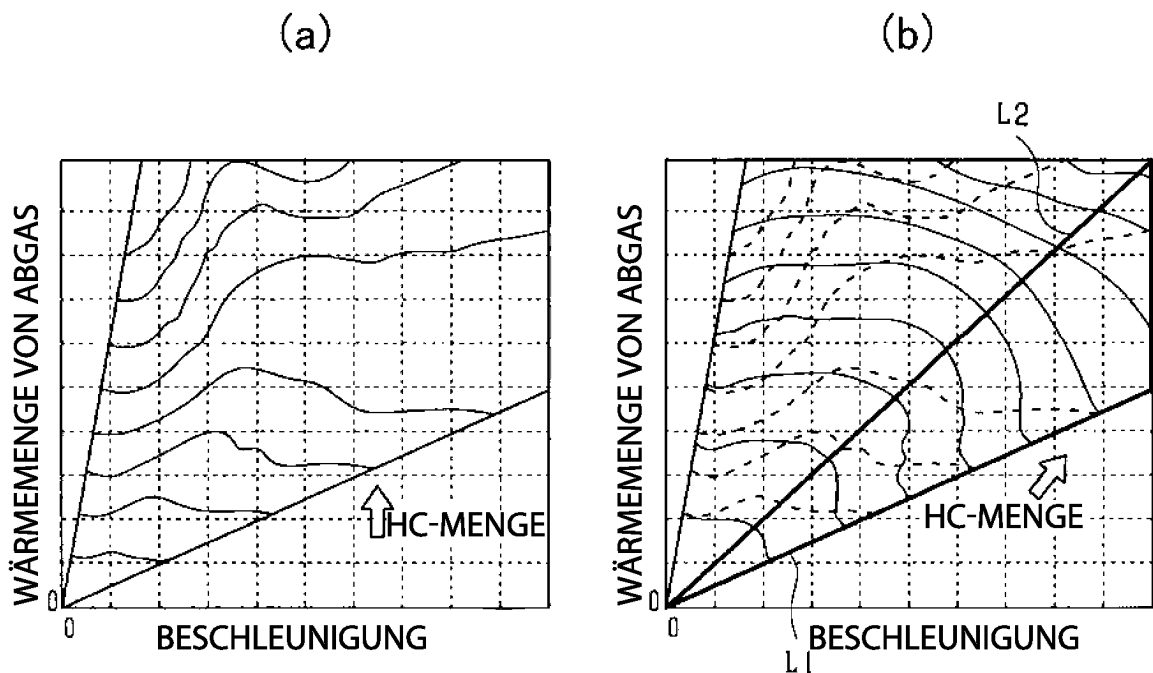 (a)
WÄRMEMENGE VON ABGAS
HC-MENGE
0
0
BESCHLEUNIGUNG
(b)
L2
WÄRMEMENGE VON ABGAS
HC-MENGE
0
0
BESCHLEUNIGUNG
L1